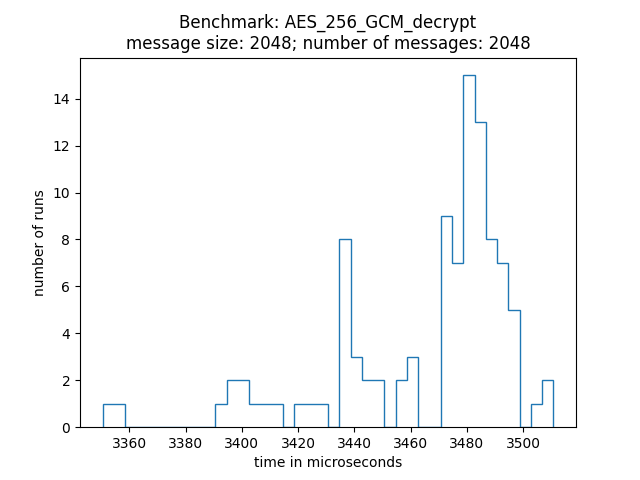 Benchmark: AES_256_GCM_decrypt
message size: 2048; number of messages: 2048
14
12
10
8
6
4
2
0
number of runs
3360 3380 3400 3420 3440 3460 3480 3500
time in microseconds